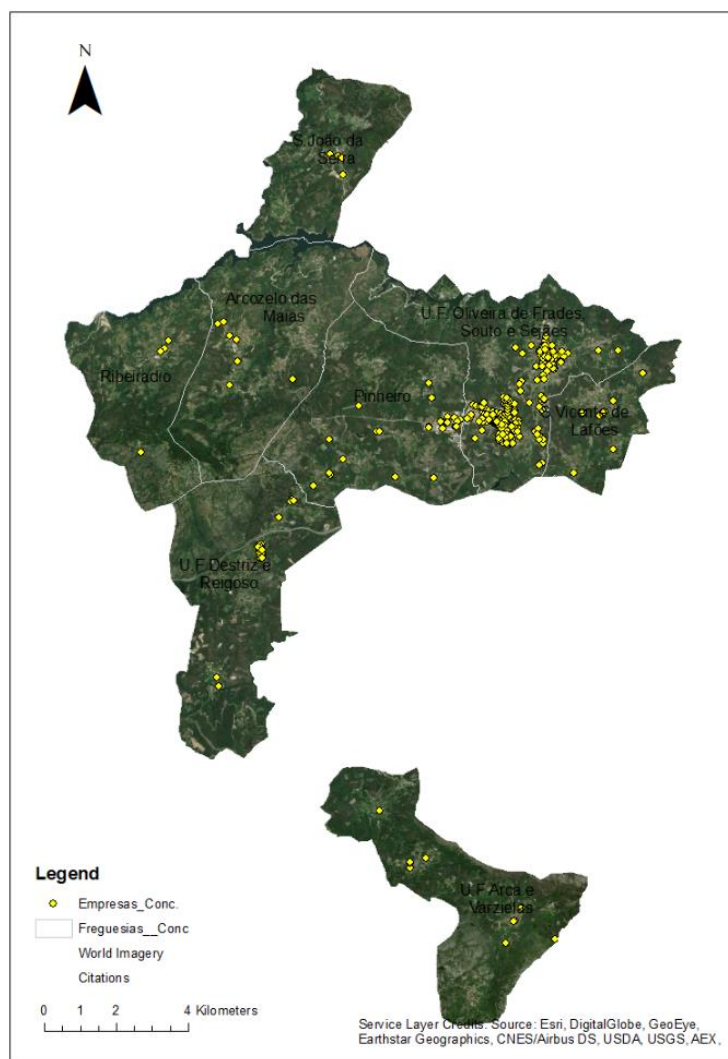 N
S.João da
Serra
Arcozelo das
Maias
U.F. Oliveira de Frades,
Souto e Sejães
Ribeiradio
Pinheiro
S.Vicente de
Lafões
U.F Destriz e
Reigoso
U.F Arca e
Varzielas
Legend
Empresas_Conc.
Freguesias__Conc
World Imagery
Citations
0 1 2 4 Kilometers
Service Layer Credits: Source: Esri, DigitalGlobe, GeoEye,
Earthstar Geographics, CNES/Airbus DS, USDA, USGS, AEX,